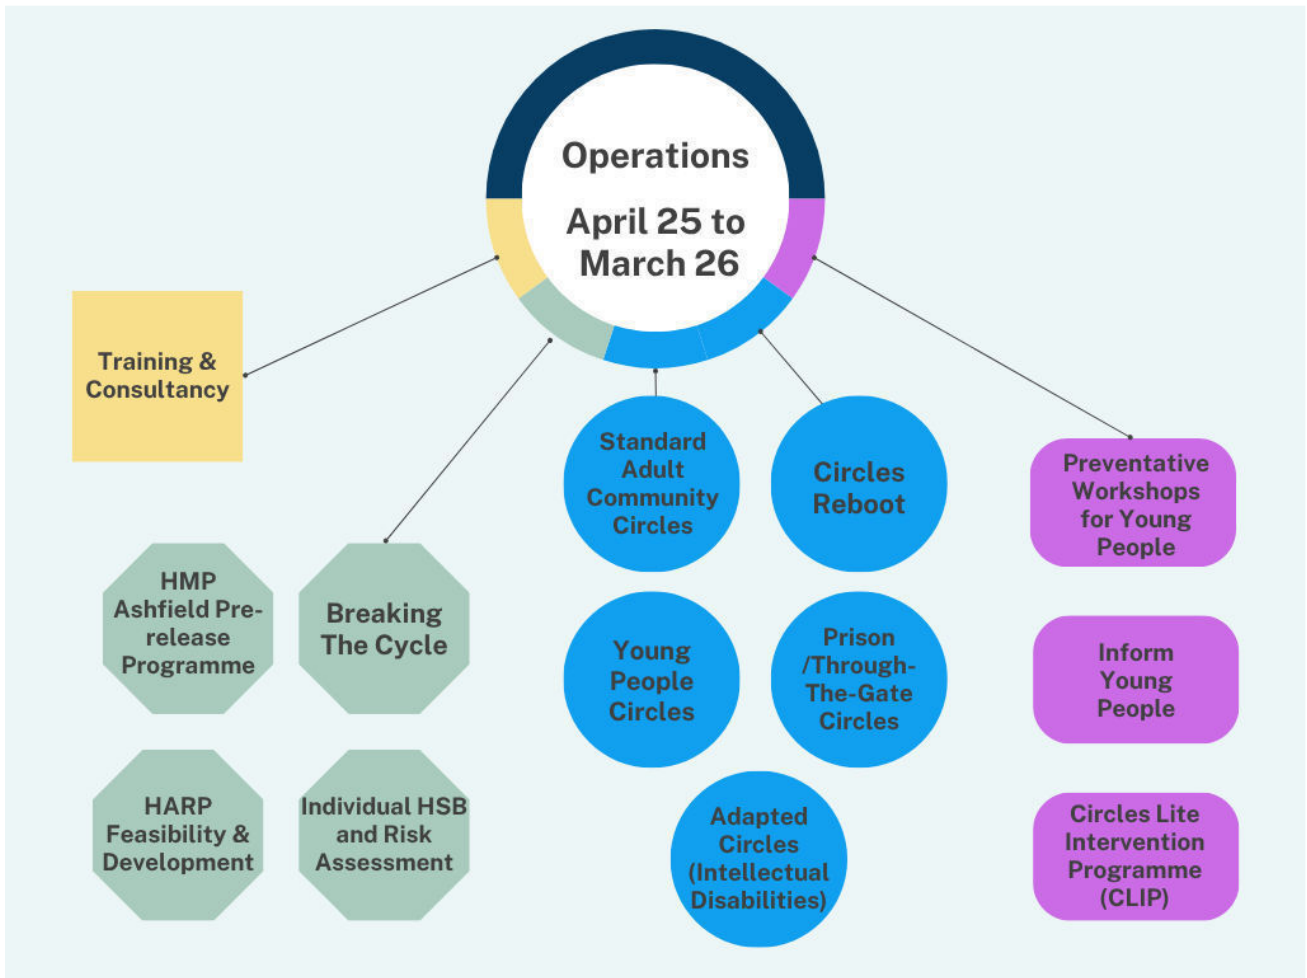 Operations
April 25 to
March 26
Training &
Consultancy
HMP
Ashfield Pre-
release
Programme
Breaking
The Cycle
HARP
Feasibility &
Development
Individual HSB
and Risk
Assessment
Standard
Adult
Community
Circles
Circles
Reboot
Young
People
Circles
Prison
/Through-
The-Gate
Circles
Adapted
Circles
(Intellectual
Disabilities)
Preventative
Workshops
for Young
People
Inform
Young
People
Circles Lite
Intervention
Programme
(CLIP)